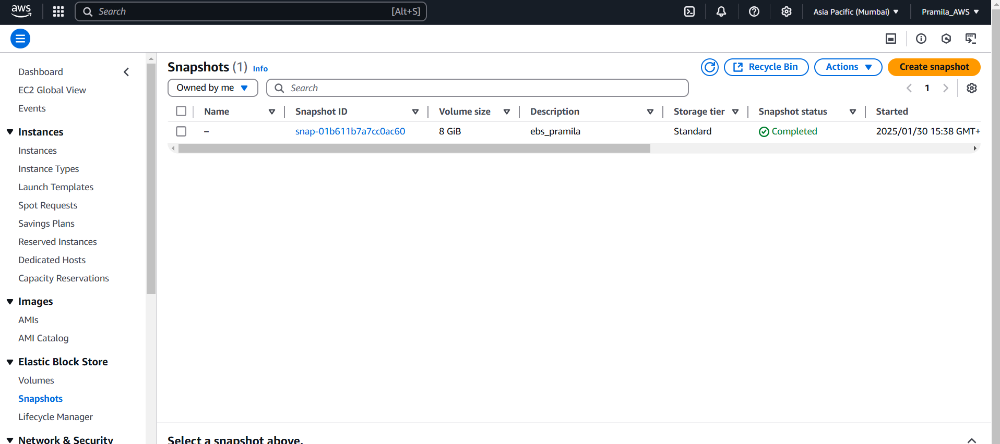 aws Search [Alt+S] Asia Pacific (Mumbai) Pramila_AWS
Dashboard
EC2 Global View
Events
Instances
Instances
Instance Types
Launch Templates
Spot Requests
Savings Plans
Reserved Instances
Dedicated Hosts
Capacity Reservations
Images
AMIs
AMI Catalog
Elastic Block Store
Volumes
Snapshots
Lifecycle Manager
Network & Security
Snapshots (1) Info Recycle Bin Actions Create snapshot
Owned by me Search 1
Name Snapshot ID Volume size Description Storage tier Snapshot status Started
– snap-01b611b7a7cc0ac60 8 GiB ebs_pramila Standard Completed 2025/01/30 15:38 GMT+
Select a snapshot above.